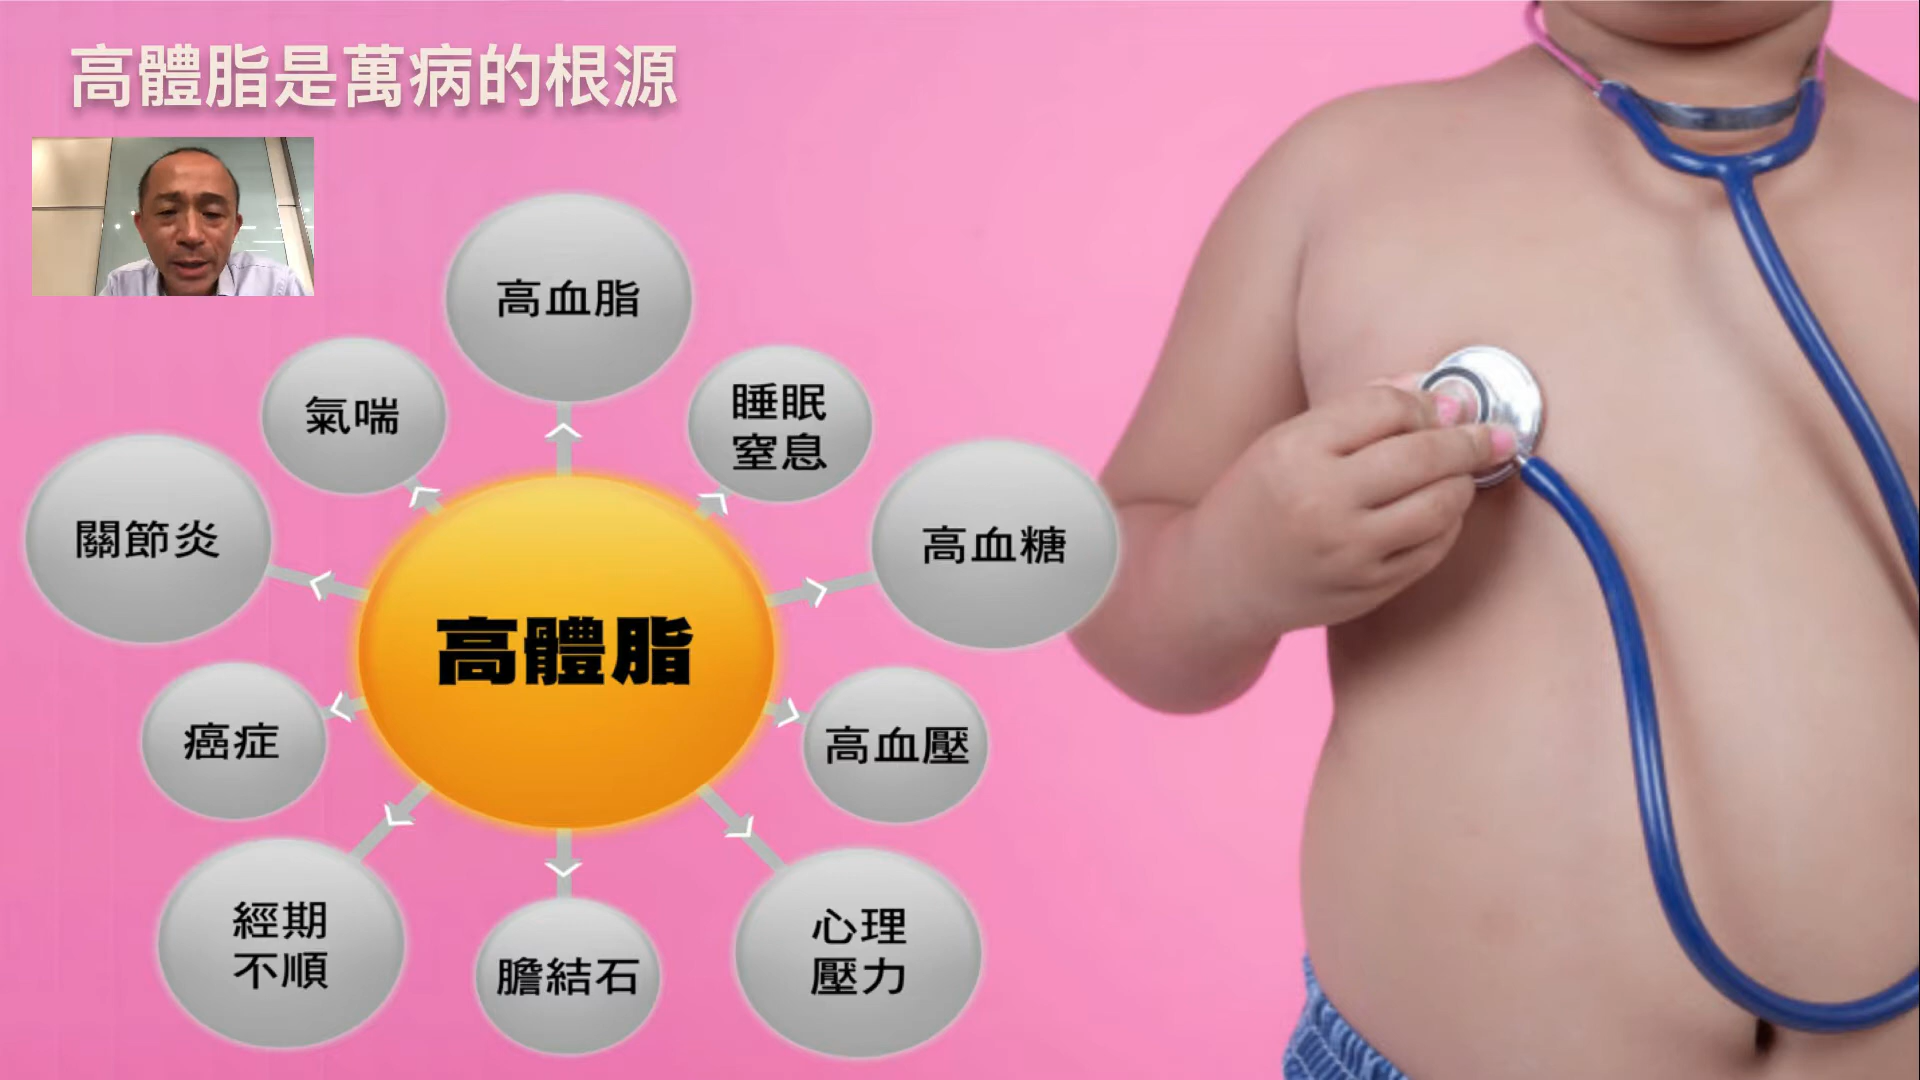 高體脂是萬病的根源
高血脂
氣喘
睡眠
窒息
關節炎
高血糖
高體脂
癌症
高血壓
經期
不順
膽結石
心理
壓力